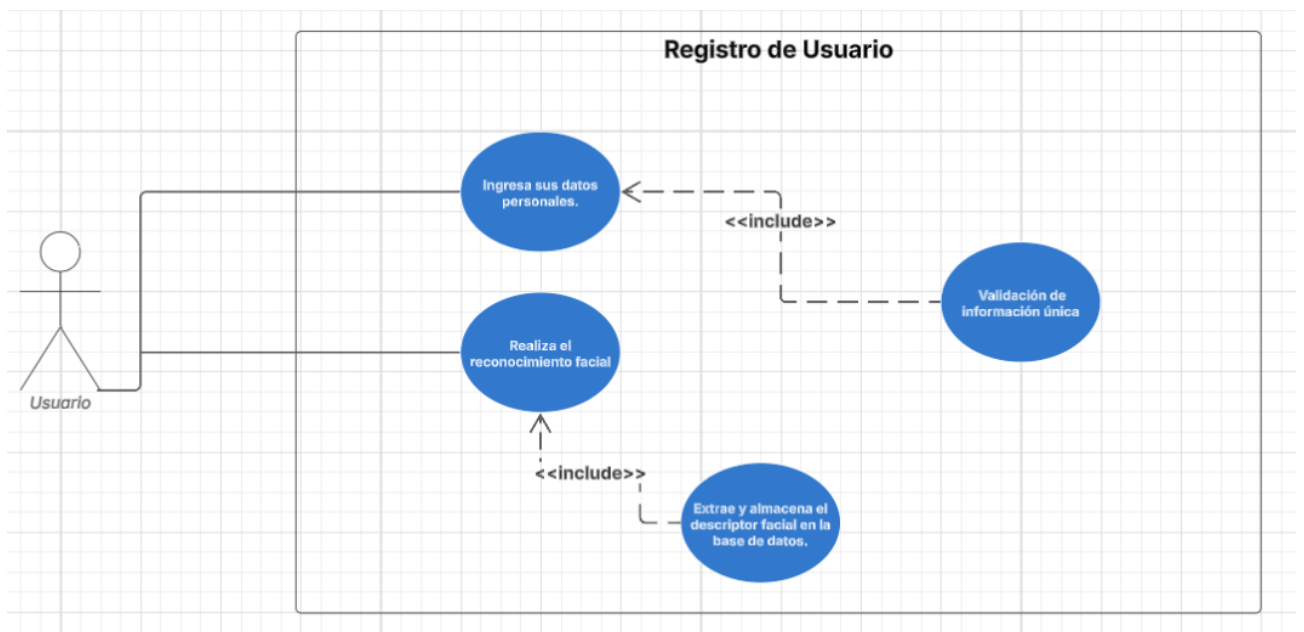 Registro de Usuario
Ingresa sus datos
personales.
<<include>>
Validación de
información única
Realiza el
reconocimiento facial
Usuario
<<include>>
Extrae y almacena el
descriptor facial en la
base de datos.